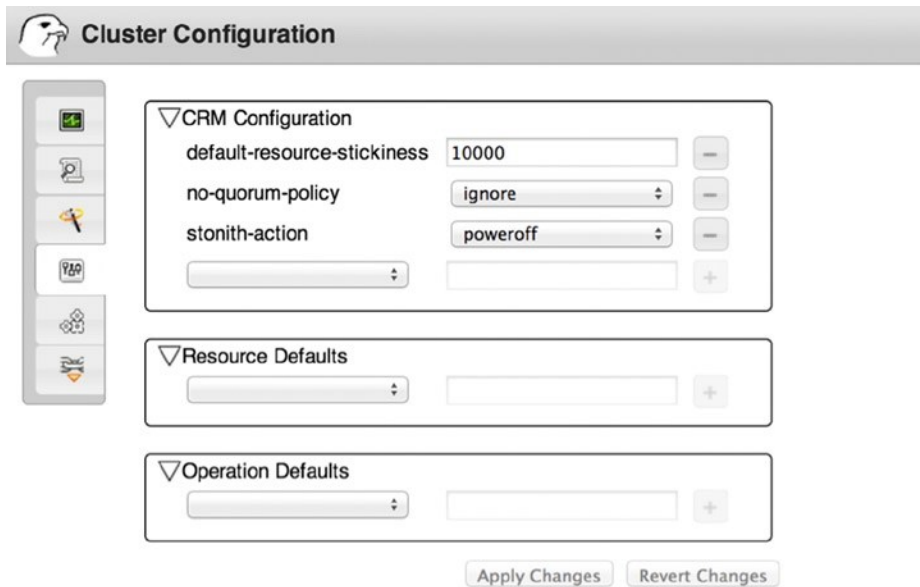 Cluster Configuration
CRM Configuration
default-resource-stickiness 10000
no-quorum-policy ignore
stonith-action poweroff
Resource Defaults
Operation Defaults
Apply Changes Revert Changes